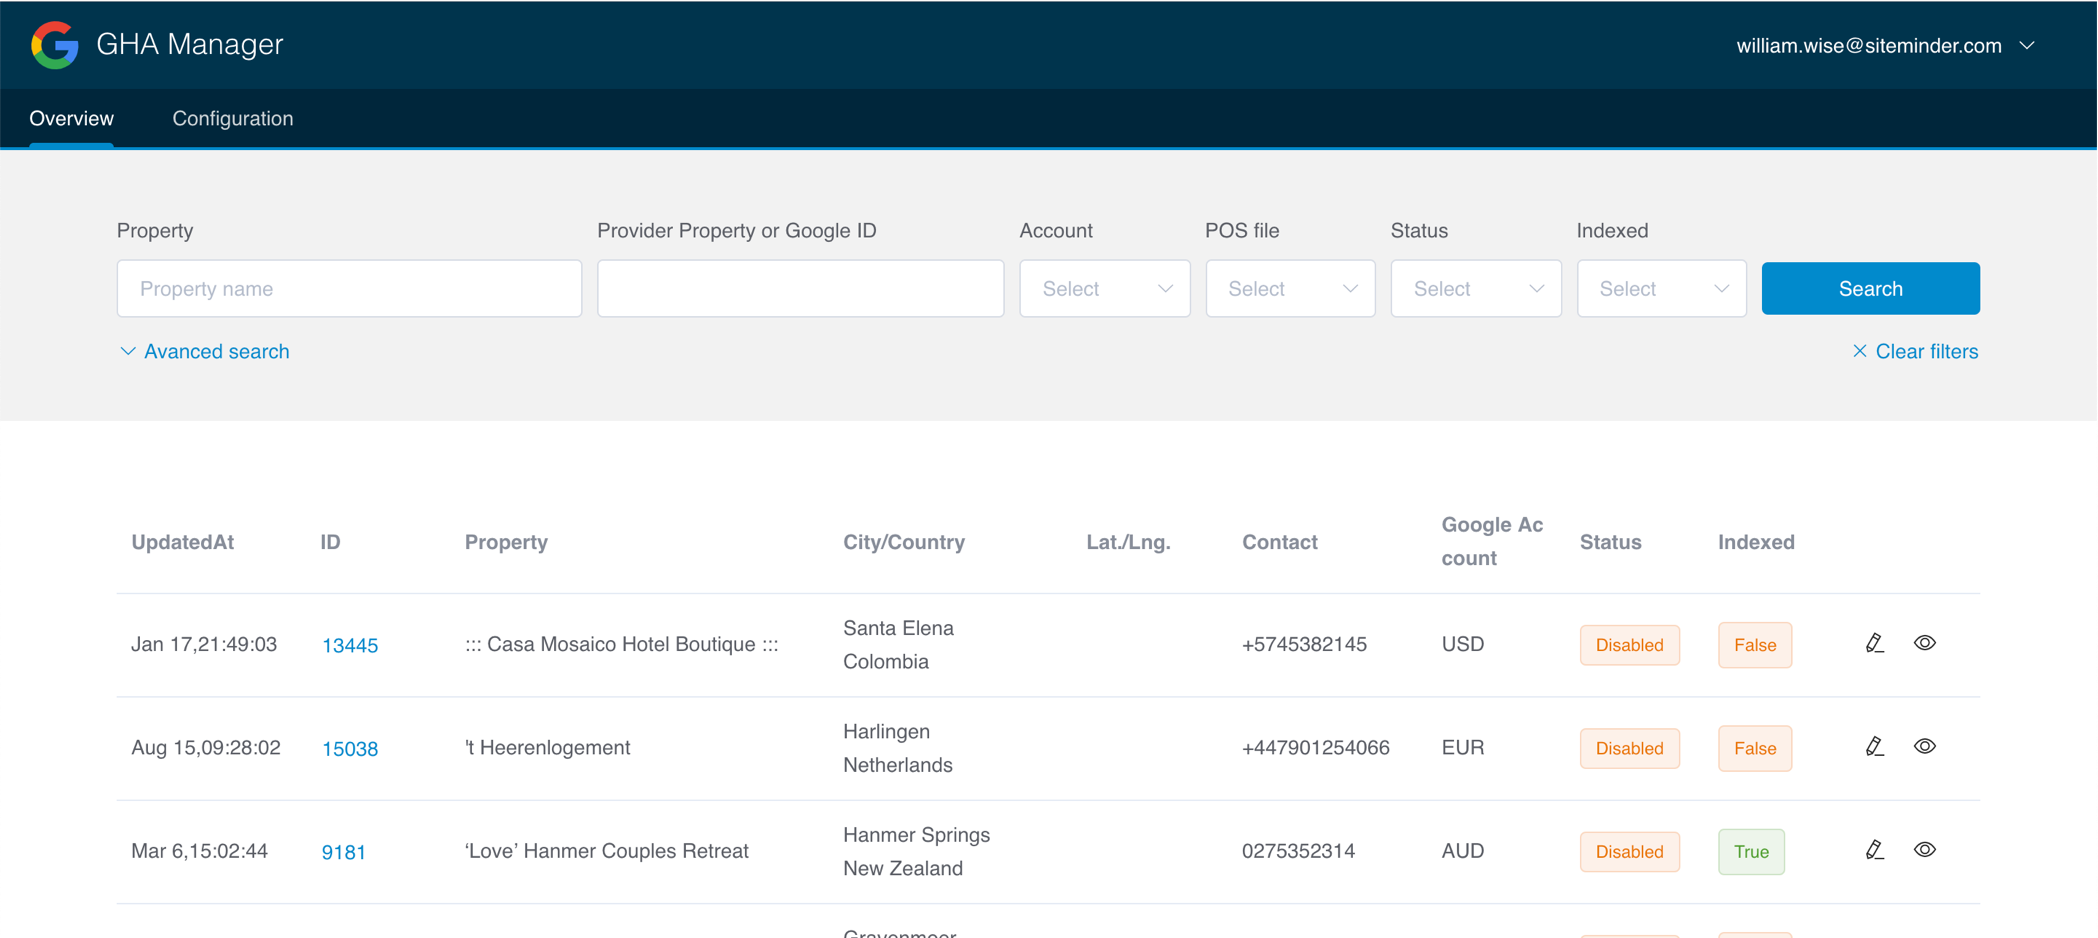 GHA Manager
william.wise@siteminder.com
Overview
Configuration
Property
Provider Property or Google ID
Account
POS file
Status
Indexed
Property name
Select
Select
Select
Select
Search
Avanced search
Clear filters
UpdatedAt
ID
Property
City/Country
Lat./Lng.
Contact
Google Ac
count
Status
Indexed
Jan 17,21:49:03
13445
::: Casa Mosaico Hotel Boutique :::
Santa Elena
Colombia
+5745382145
USD
Disabled
False
Aug 15,09:28:02
15038
't Heerenlogement
Harlingen
Netherlands
+447901254066
EUR
Disabled
False
Mar 6,15:02:44
9181
‘Love’ Hanmer Couples Retreat
Hanmer Springs
New Zealand
0275352314
AUD
Disabled
True